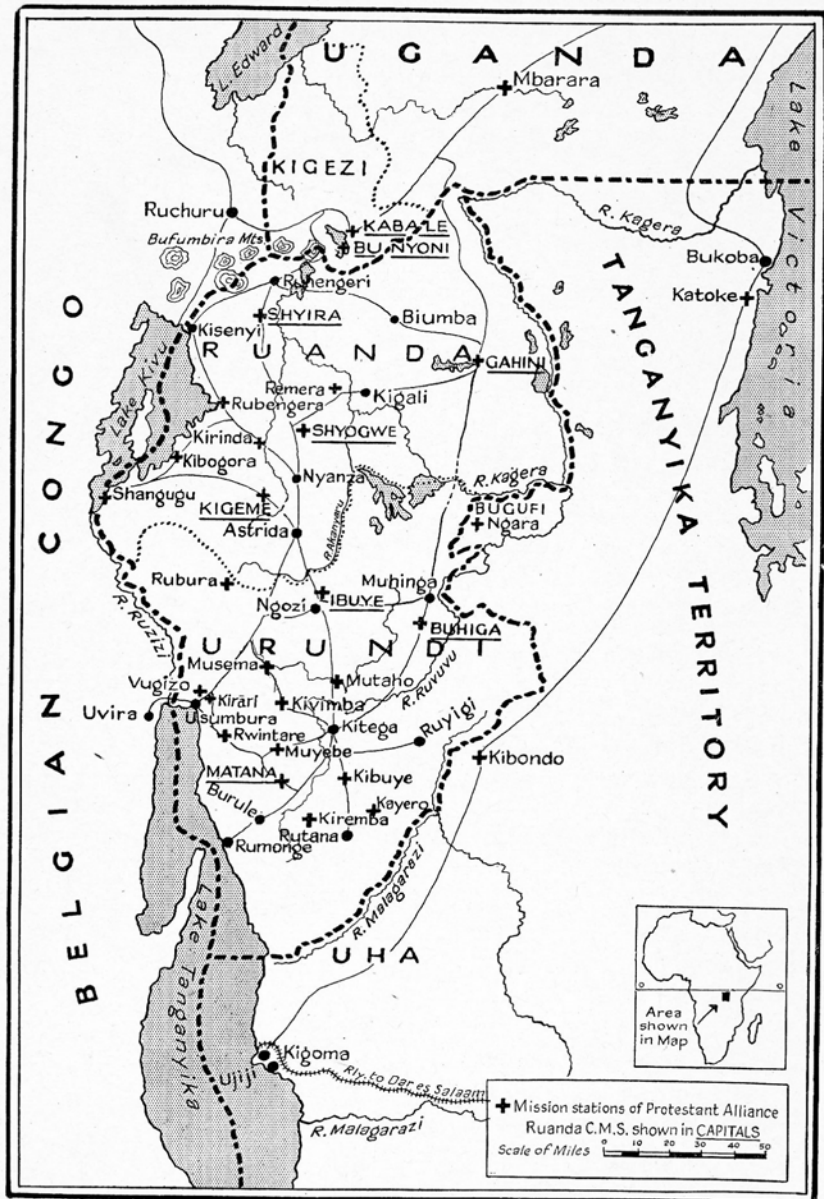 UGANDA
L. Edward
Mbarara
Lake Victoria
KIGEZI
Ruchuru
KABALE
BUNYONI
Bufumbira Mts.
R. Kagera
Bukoba
Ruhengeri
Katoke
SHYIRA
Biumba
Kisenyi
RUANDA
GAHINI
TANGANYIKA TERRITORY
BELGIAN CONGO
Lake Kivu
Remera
Kigali
Rubengera
SHYOGWE
Kirinda
Kibogora
Nyanza
R. Kagera
Shangugu
KIGEME
BUGUFI
Ngara
Astrida
R. Akanyaru
Rubura
Muhinga
IBUYE
Ngozi
R. Ruzizi
BUHIGA
URUNDI
Musema
Mutaho
R. Ruvuvu
Vugizo
Kirari
Kivimba
Uvira
Usumbura
Kitega
Ruyigi
Rwintare
Muyebe
Kibondo
MATANA
Kibuye
Burule
Kayero
Kiremba
Rutana
Rumonge
R. Malagarazi
Lake Tanganyika
UHA
0
0
Area
shown
in Map
Kigoma
Ujiji
Rly. to Dar es Salaam
R. Malagarazi
Mission stations of Protestant Alliance
Ruanda C.M.S. shown in CAPITALS
Scale of Miles
0 10 20 30 40 50